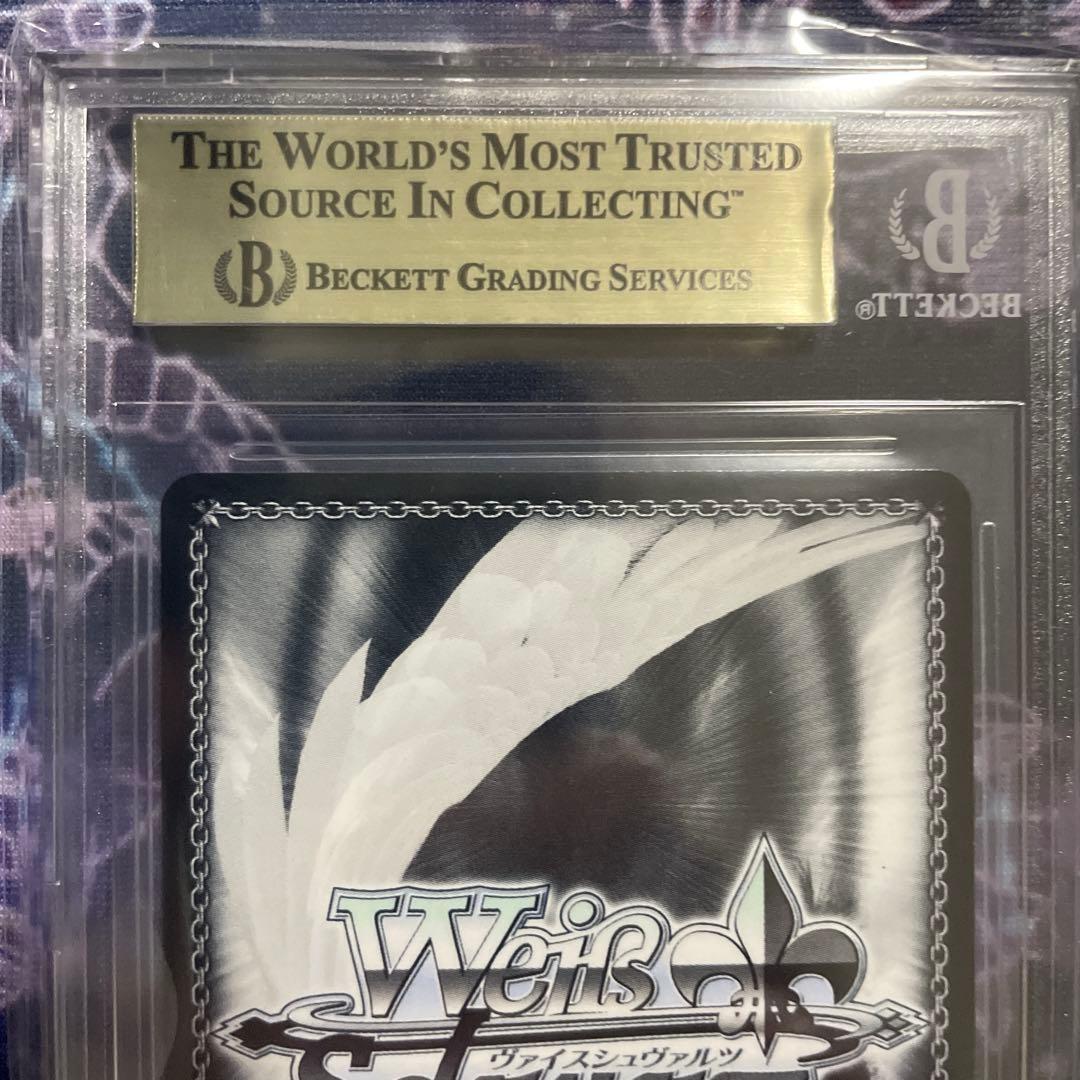 THE WORLD'S MOST TRUSTED
SOURCE IN COLLECTING™
B BECKETT GRADING SERVICES
B
BECKETT®
Weiß
ヴァイスシュヴァルツ